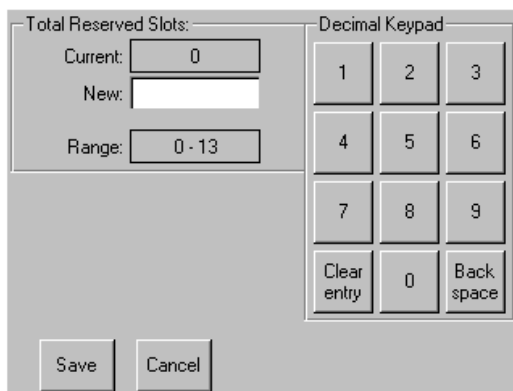 Total Reserved Slots:
Current: 0
New:
Range: 0 - 13
Decimal Keypad
1 2 3
4 5 6
7 8 9
Clear entry 0 Back space
Save Cancel